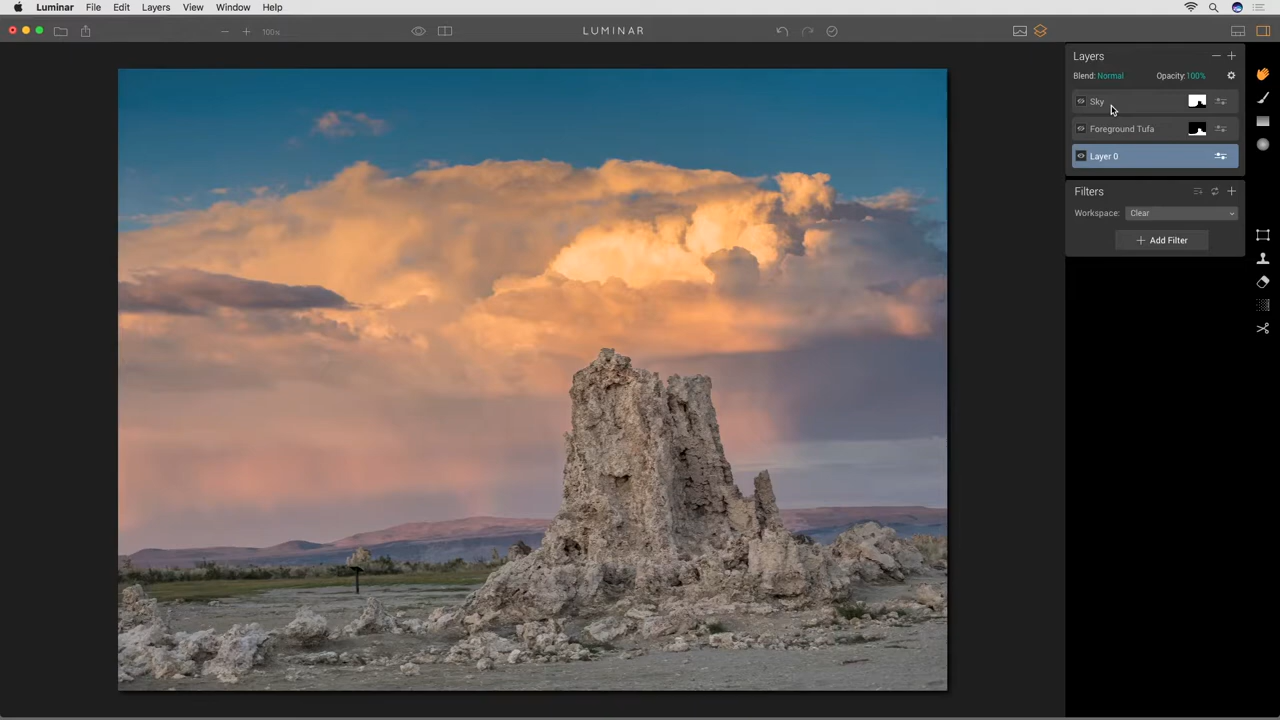 Luminar File Edit Layers View Window Help
100% LUMINAR
Layers
Blend: Normal Opacity:100%
Sky
Foreground Tufa
Layer 0
Filters
Workspace: Clear
Add Filter